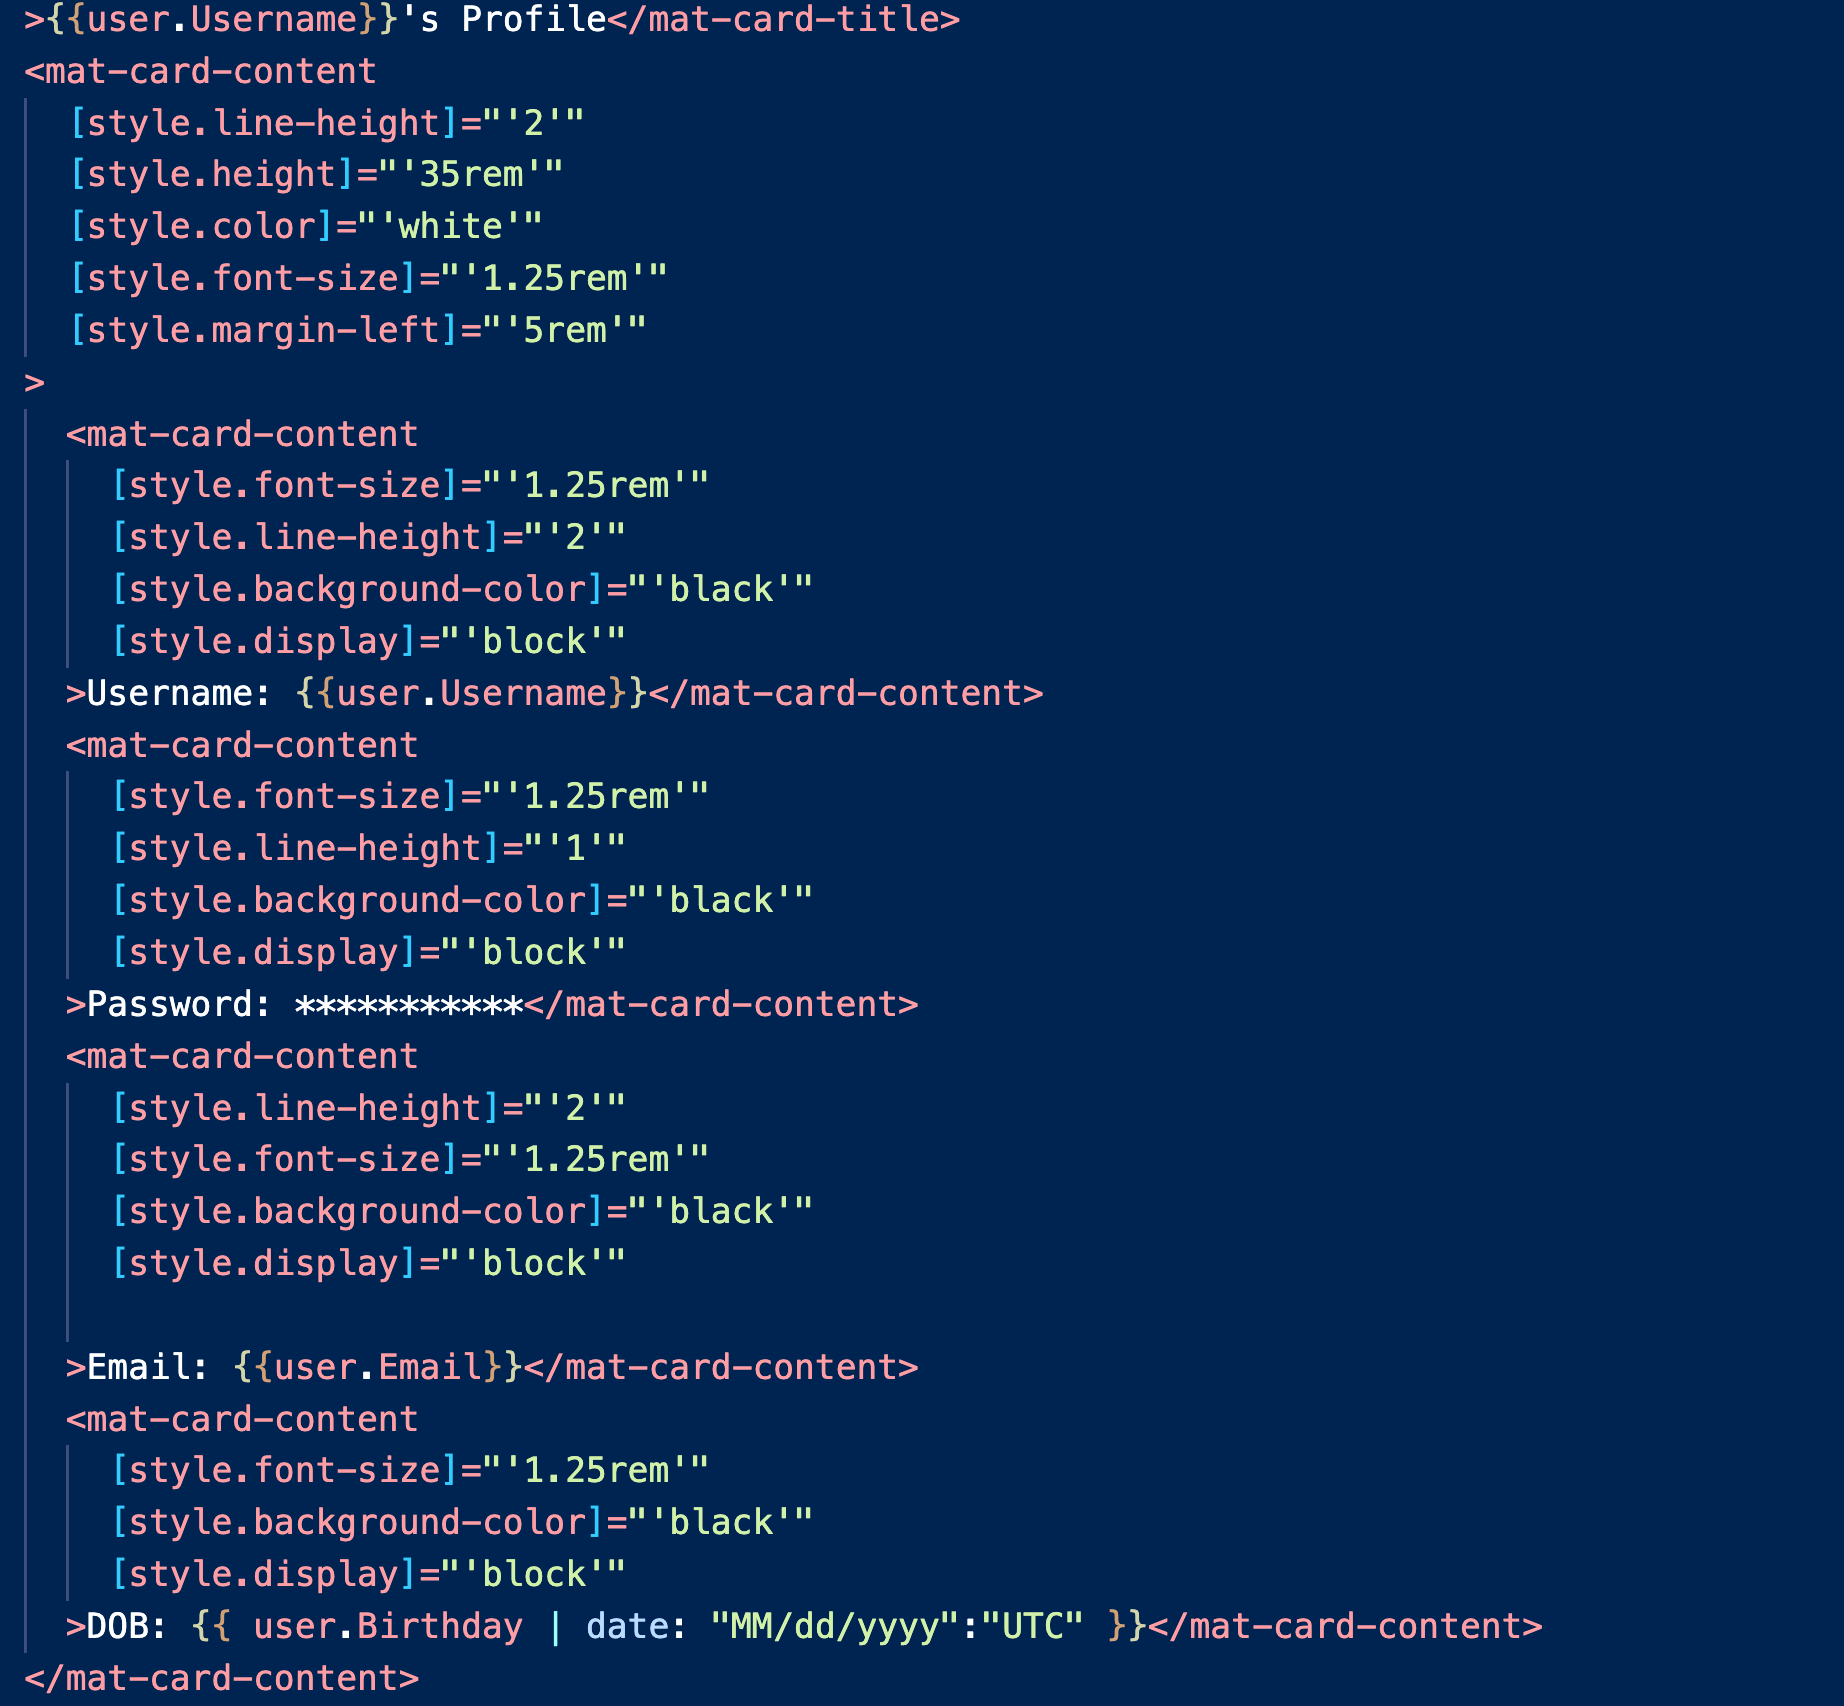 >{{user.Username}}'s Profile</mat-card-title>
<mat-card-content
[style.line-height]="'2'"
[style.height]="'35rem'"
[style.color]="'white'"
[style.font-size]="'1.25rem'"
[style.margin-left]="'5rem'"
>
<mat-card-content
[style.font-size]="'1.25rem'"
[style.line-height]="'2'"
[style.background-color]="'black'"
[style.display]="'block'"
>Username: {{user.Username}}</mat-card-content>
<mat-card-content
[style.font-size]="'1.25rem'"
[style.line-height]="'1'"
[style.background-color]="'black'"
[style.display]="'block'"
>Password: ***********</mat-card-content>
<mat-card-content
[style.line-height]="'2'"
[style.font-size]="'1.25rem'"
[style.background-color]="'black'"
[style.display]="'block'"
>Email: {{user.Email}}</mat-card-content>
<mat-card-content
[style.font-size]="'1.25rem'"
[style.background-color]="'black'"
[style.display]="'block'"
>DOB: {{ user.Birthday | date: "MM/dd/yyyy":"UTC" }}</mat-card-content>
</mat-card-content>